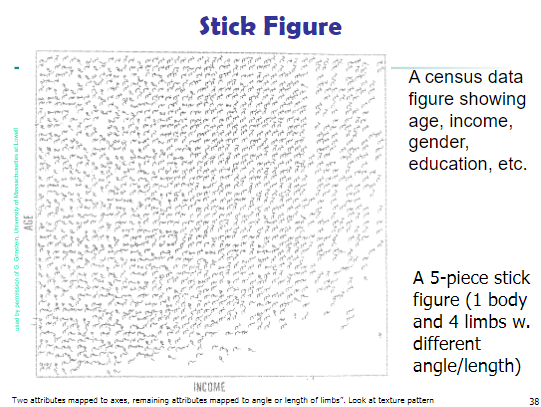 Stick Figure
used by permission of G. Grinstein, University of Massachusettes at Lowell
AGE
INCOME
A census data
figure showing
age, income,
gender,
education, etc.
A 5-piece stick
figure (1 body
and 4 limbs w.
different
angle/length)
Two attributes mapped to axes, remaining attributes mapped to angle or length of limbs”. Look at texture pattern
38